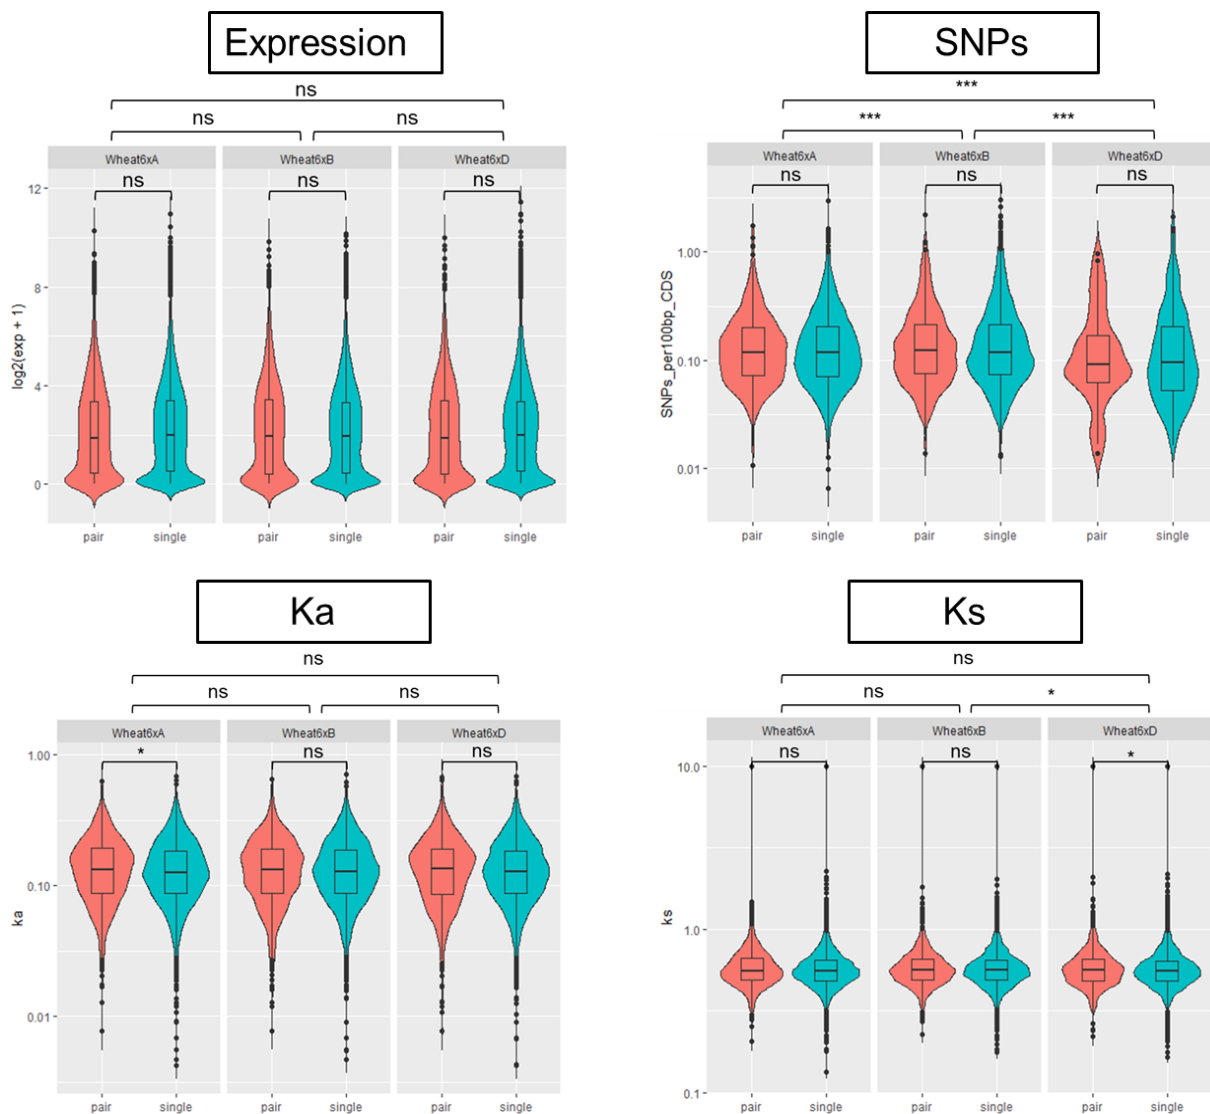 Expression
ns
ns ns
Wheat6xA Wheat6xB Wheat6xD
ns ns ns
12
8
4
0
log2(exp + 1)
pair single pair single pair single
SNPs
***
*** ***
Wheat6xA Wheat6xB Wheat6xD
ns ns ns
1.00
0.10
0.01
SNPs_per100bp_CDS
pair single pair single pair single
Ka
ns
ns ns
Wheat6xA Wheat6xB Wheat6xD
* ns ns
1.00
0.10
0.01
ka
pair single pair single pair single
Ks
ns
ns *
Wheat6xA Wheat6xB Wheat6xD
ns ns *
10.0
1.0
0.1
ks
pair single pair single pair single